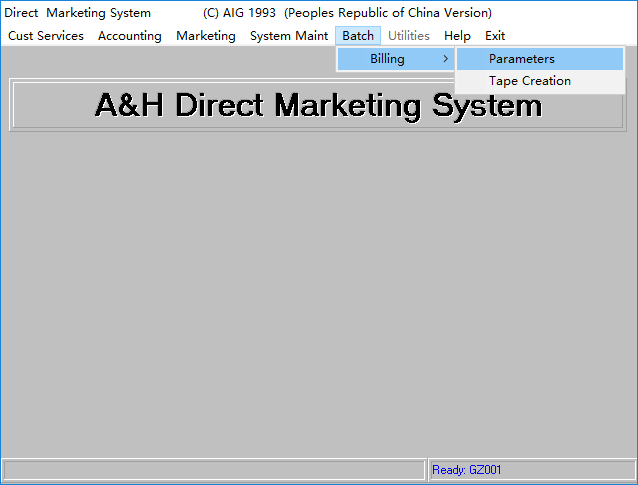 Direct  Marketing System  (C) AIG 1993  (Peoples Republic of China Version)
Cust Services Accounting Marketing System Maint Batch Utilities Help Exit
Billing > Parameters
Tape Creation
A&H Direct Marketing System
Ready: GZ001